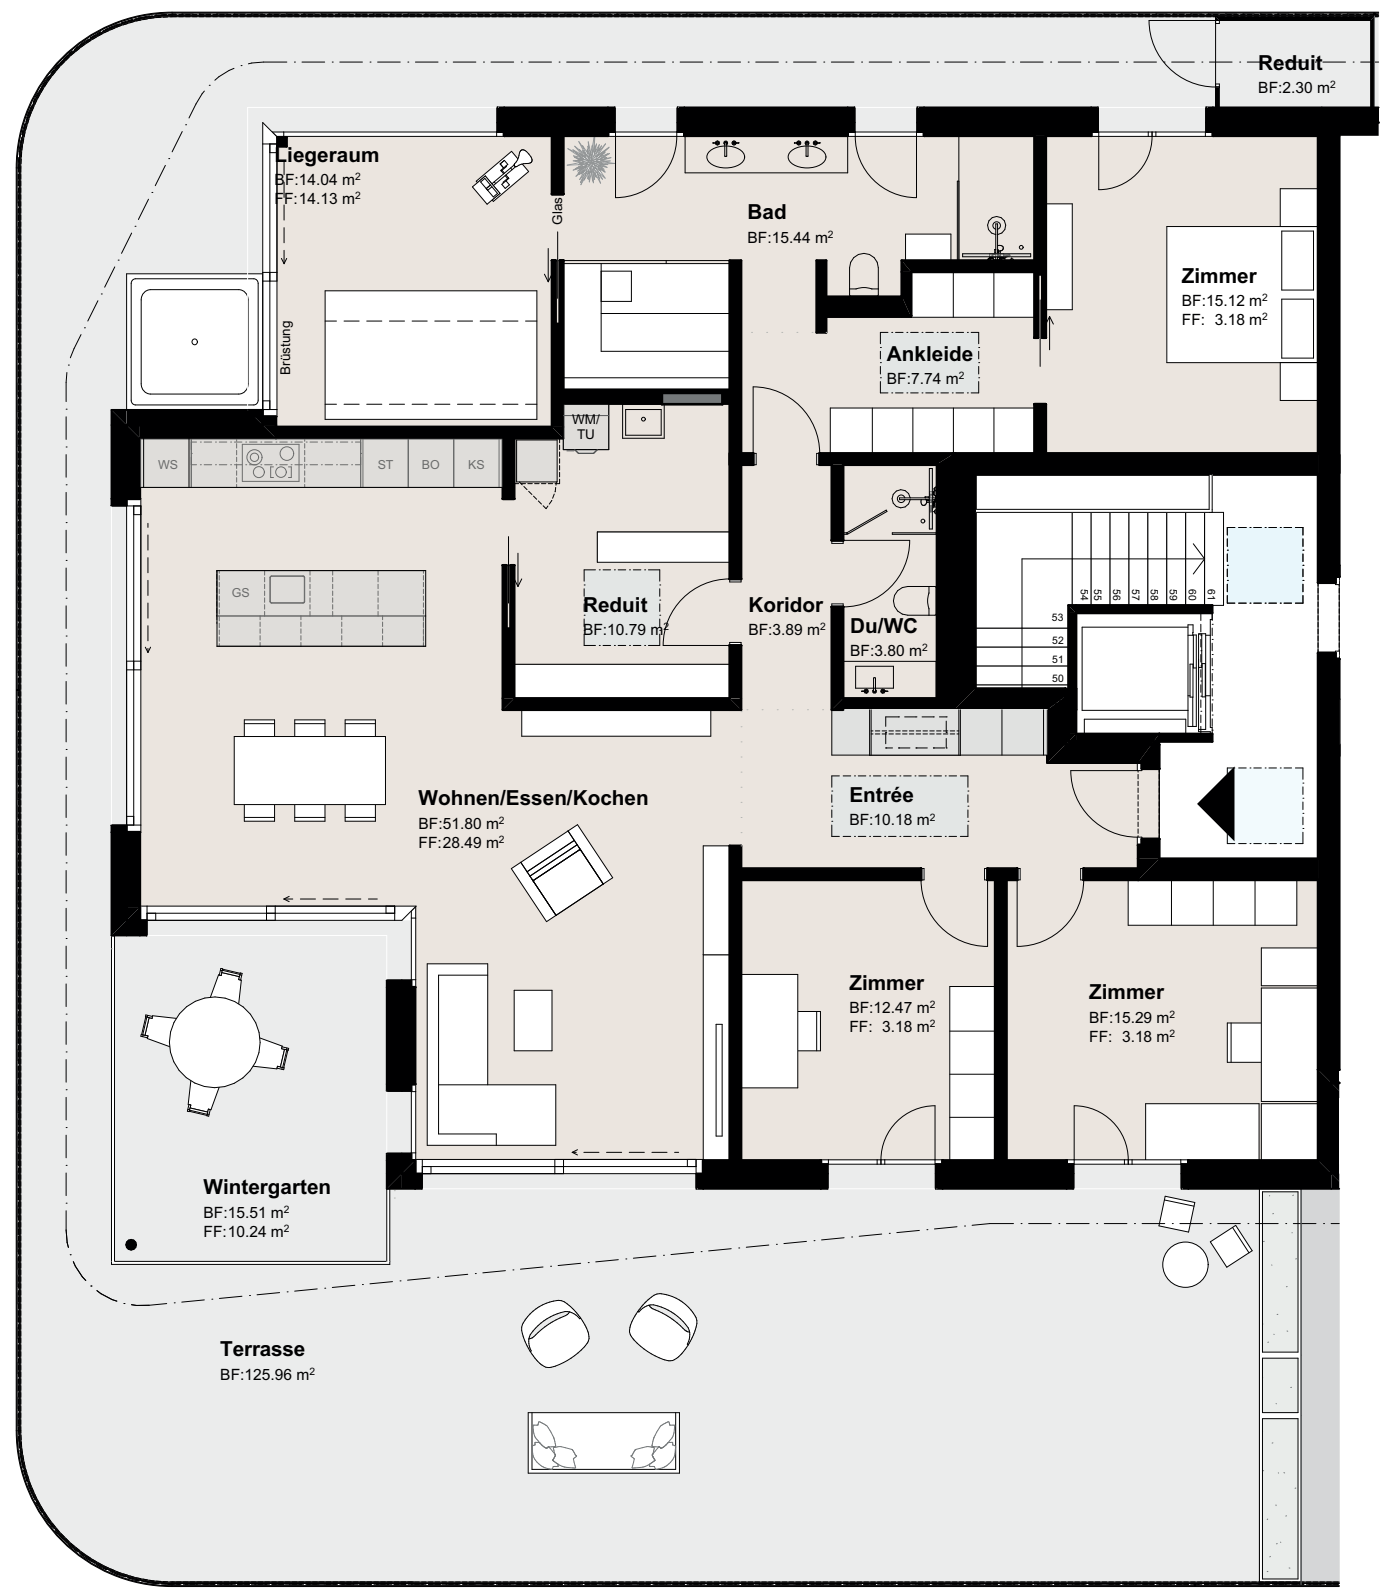 Reduit
BF:2.30 m²
Liegeraum
BF:14.04 m²
FF:14.13 m²
Glas
Bad
BF:15.44 m²
Zimmer
BF:15.12 m²
FF: 3.18 m²
Brüstung
Ankleide
BF:7.74 m²
WM/
TU
WS
ST
BO
KS
GS
Reduit
BF:10.79 m²
Koridor
BF:3.89 m²
Du/WC
BF:3.80 m²
54
55
56
57
58
59
60
61
53
52
51
50
Wohnen/Essen/Kochen
BF:51.80 m²
FF:28.49 m²
Entrée
BF:10.18 m²
Zimmer
BF:12.47 m²
FF: 3.18 m²
Zimmer
BF:15.29 m²
FF: 3.18 m²
Wintergarten
BF:15.51 m²
FF:10.24 m²
Terrasse
BF:125.96 m²